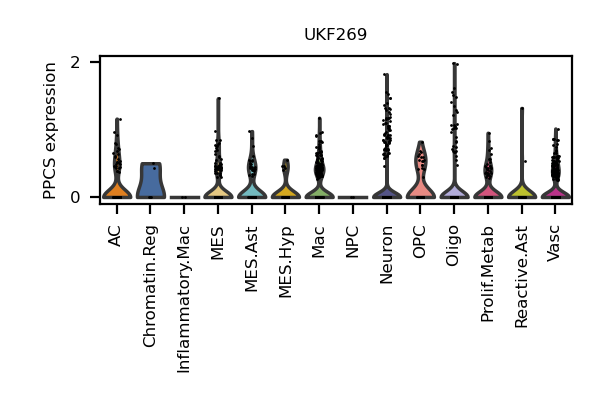 UKF269
PPCS expression
2
0
AC
Chromatin.Reg
Inflammatory.Mac
MES
MES.Ast
MES.Hyp
Mac
NPC
Neuron
OPC
Oligo
Prolif.Metab
Reactive.Ast
Vasc